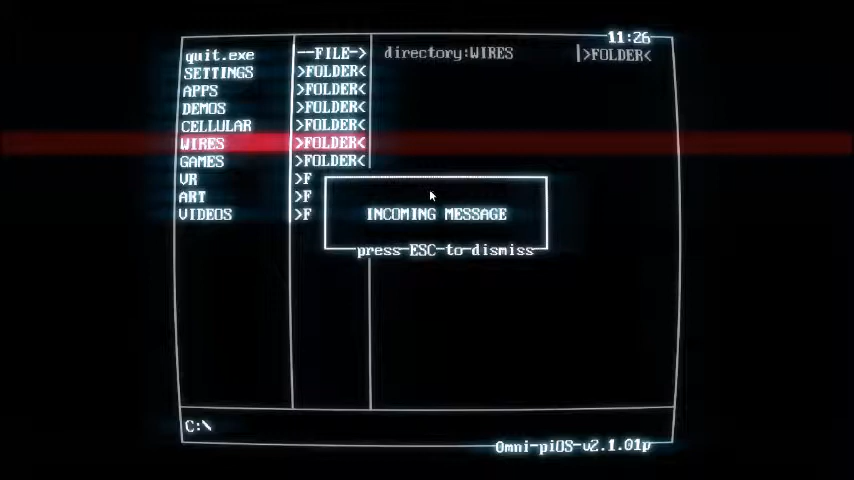 11:26
quit.exe --FILE-> directory:WIRES >FOLDER<
SETTINGS >FOLDER<
APPS >FOLDER<
DEMOS >FOLDER<
CELLULAR >FOLDER<
WIRES >FOLDER<
GAMES >FOLDER<
VR >F
ART >F
VIDEOS >F
INCOMING MESSAGE
press-ESC-to-dismiss
C:\
Omni-piOS-v2.1.01p